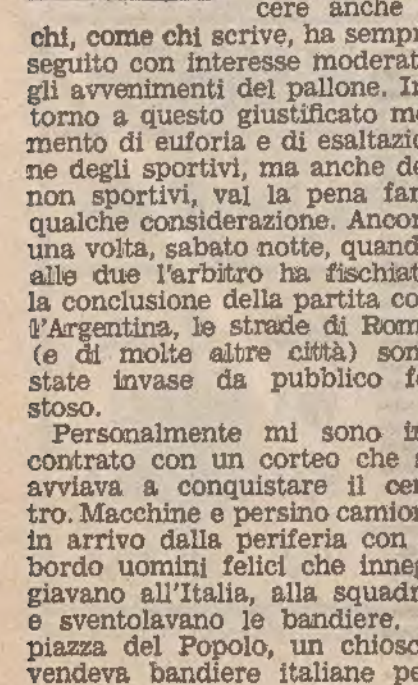 cere anche
chi, come chi scrive, ha sempr
seguito con interesse moderat
gli avvenimenti del pallone. In
torno a questo giustificato mo
mento di euforia e di esaltazio
ne degli sportivi, ma anche de
non sportivi, val la pena far
qualche considerazione. Ancor
una volta, sabato notte, quand
alle due l'arbitro ha fischiat
la conclusione della partita co
l'Argentina, le strade di Rom
(e di molte altre città) son
state invase da pubblico fe
stoso.
Personalmente mi sono in
contrato con un corteo che s
avviava a conquistare il cen
tro. Macchine e persino camion
in arrivo dalla periferia con
bordo uomini felici che inneg
giavano all'Italia, alla squadr
e sventolavano le bandiere.
piazza del Popolo, un chiosc
vendeva bandiere italiane pe